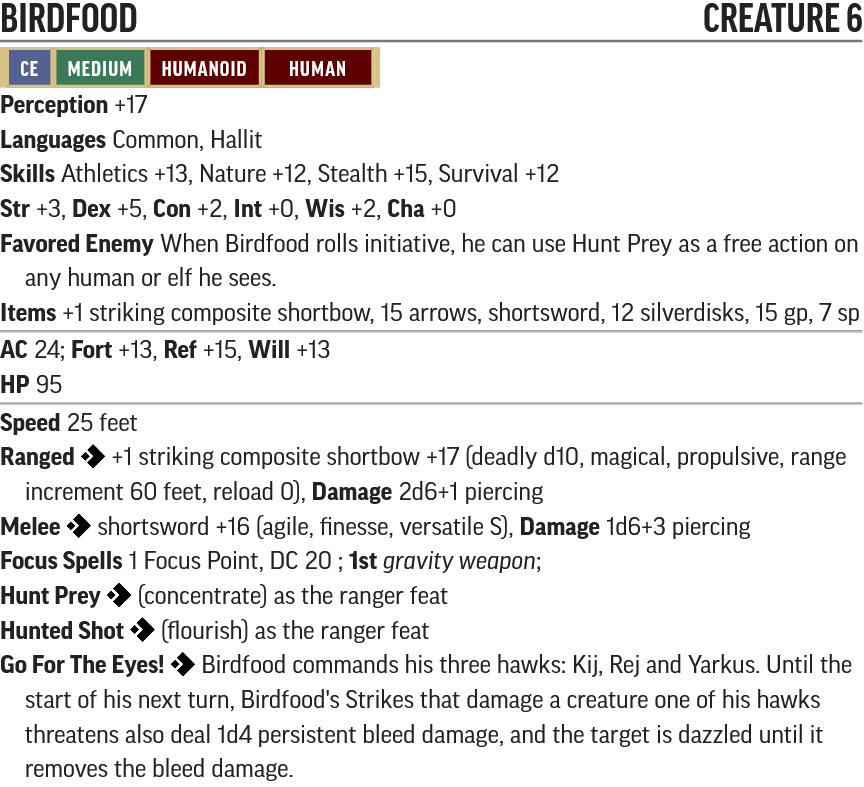 BIRDFOOD CREATURE 6
CE MEDIUM HUMANOID HUMAN
Perception +17
Languages Common, Hallit
Skills Athletics +13, Nature +12, Stealth +15, Survival +12
Str +3, Dex +5, Con +2, Int +0, Wis +2, Cha +0
Favored Enemy When Birdfood rolls initiative, he can use Hunt Prey as a free action on
any human or elf he sees.
Items +1 striking composite shortbow, 15 arrows, shortsword, 12 silverdisks, 15 gp, 7 sp
AC 24; Fort +13, Ref +15, Will +13
HP 95
Speed 25 feet
Ranged +1 striking composite shortbow +17 (deadly d10, magical, propulsive, range
increment 60 feet, reload 0), Damage 2d6+1 piercing
Melee shortsword +16 (agile, finesse, versatile S), Damage 1d6+3 piercing
Focus Spells 1 Focus Point, DC 20 ; 1st gravity weapon;
Hunt Prey (concentrate) as the ranger feat
Hunted Shot (flourish) as the ranger feat
Go For The Eyes! Birdfood commands his three hawks: Kij, Rej and Yarkus. Until the
start of his next turn, Birdfood's Strikes that damage a creature one of his hawks
threatens also deal 1d4 persistent bleed damage, and the target is dazzled until it
removes the bleed damage.